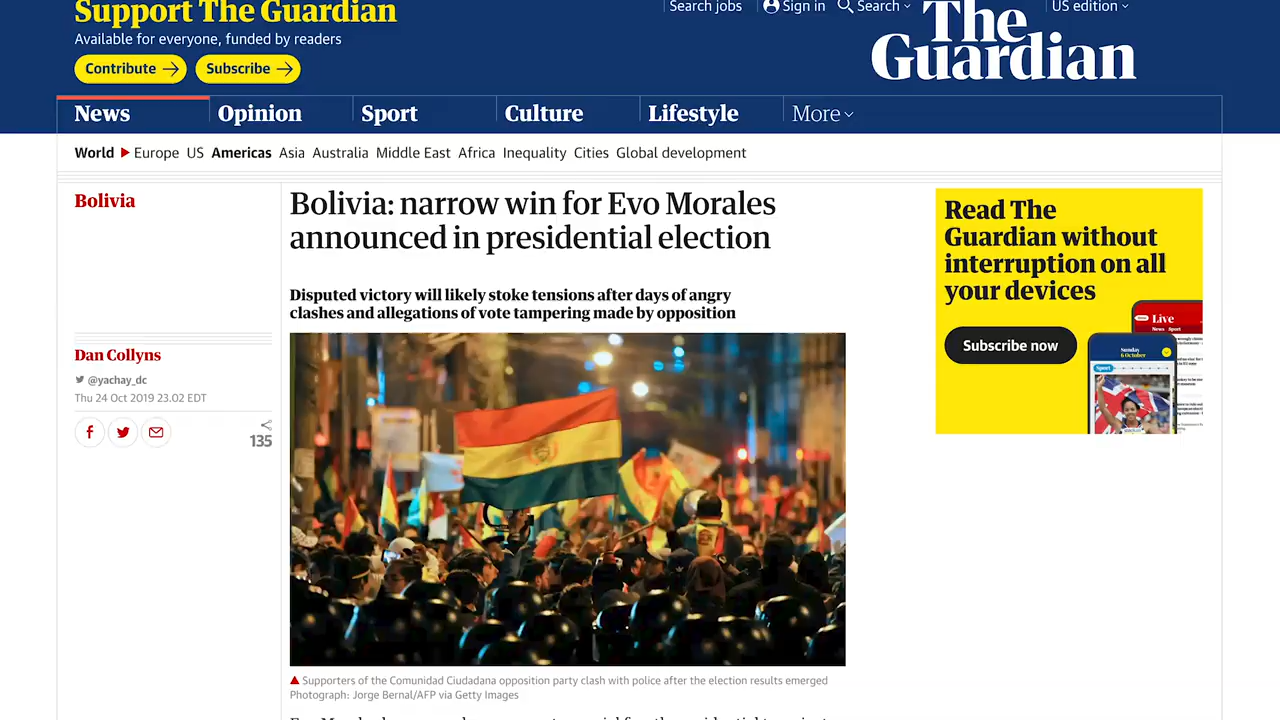 Support The Guardian
Available for everyone, funded by readers
Contribute
Subscribe
Search jobs
Sign in
Search
US edition
The
Guardian
News
Opinion
Sport
Culture
Lifestyle
More
World
Europe
US
Americas
Asia
Australia
Middle East
Africa
Inequality
Cities
Global development
Bolivia
Bolivia: narrow win for Evo Morales
announced in presidential election
Disputed victory will likely stoke tensions after days of angry
clashes and allegations of vote tampering made by opposition
Dan Collyns
@yachay_dc
Thu 24 Oct 2019 23.02 EDT
135
Supporters of the Comunidad Ciudadana opposition party clash with police after the election results emerged
Photograph: Jorge Bernal/AFP via Getty Images
Read The
Guardian without
interruption on all
your devices
Subscribe now
Live
News Sport
Sunday
6 October
Sport